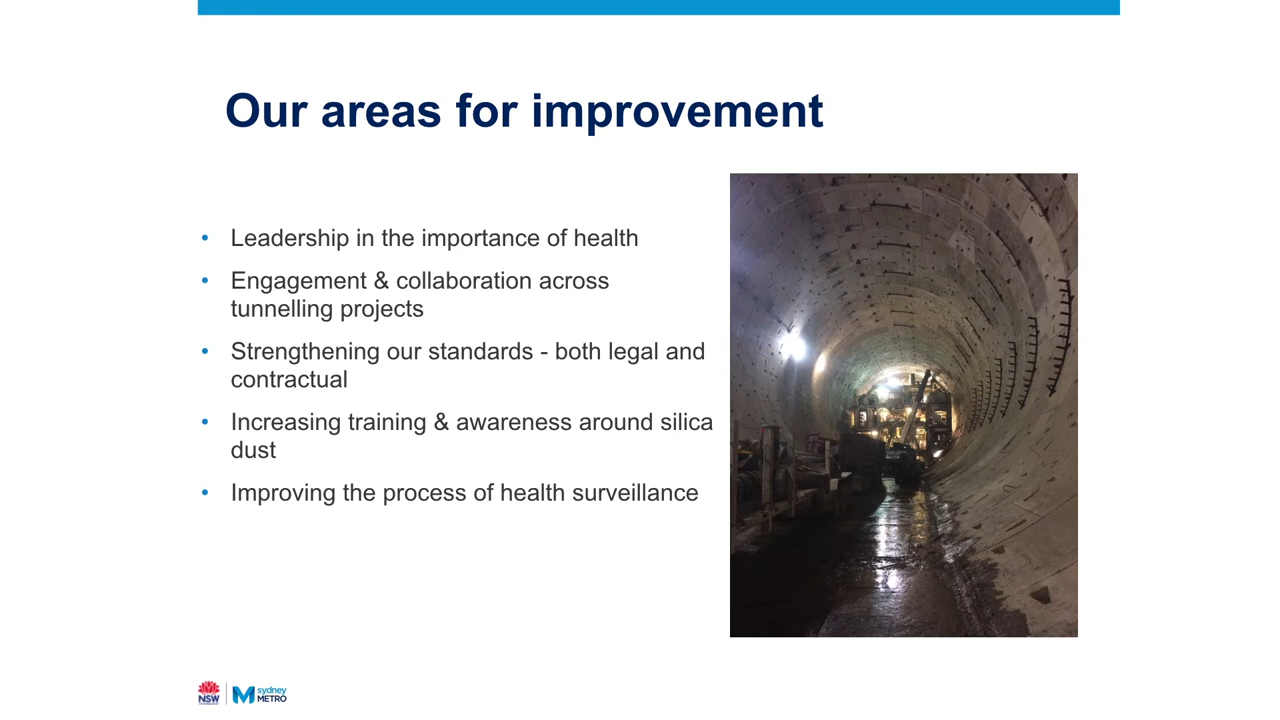 Our areas for improvement
• Leadership in the importance of health
• Engagement & collaboration across
tunnelling projects
• Strengthening our standards - both legal and
contractual
• Increasing training & awareness around silica
dust
• Improving the process of health surveillance
NSW
sydney
METRO